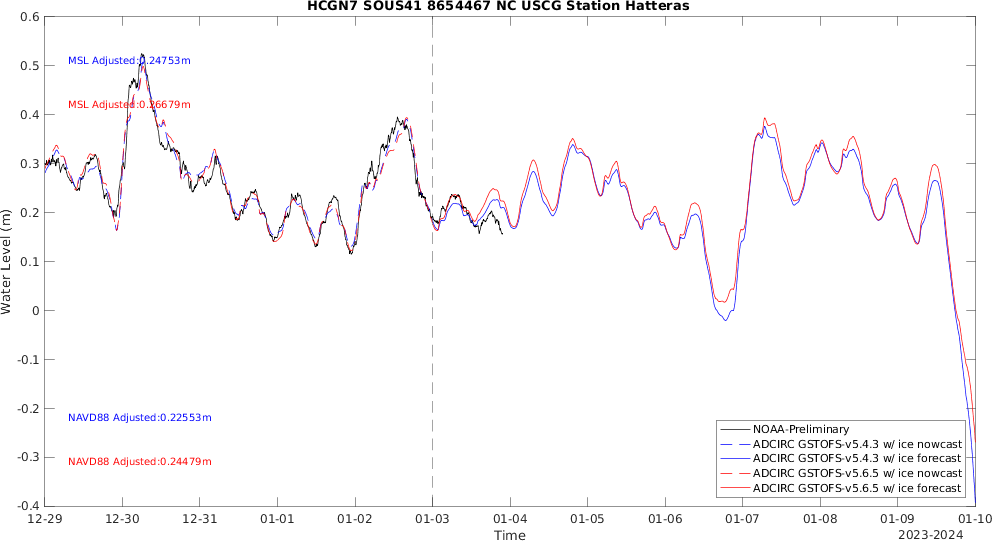 HCGN7 SOUS41 8654467 NC USCG Station Hatteras
Water Level (m)
0.6
0.5
0.4
0.3
0.2
0.1
0
-0.1
-0.2
-0.3
-0.4
MSL Adjusted:0.24753m
MSL Adjusted:0.26679m
NAVD88 Adjusted:0.22553m
NAVD88 Adjusted:0.24479m
NOAA-Preliminary
ADCIRC GSTOFS-v5.4.3 w/ ice nowcast
ADCIRC GSTOFS-v5.4.3 w/ ice forecast
ADCIRC GSTOFS-v5.6.5 w/ ice nowcast
ADCIRC GSTOFS-v5.6.5 w/ ice forecast
12-29 12-30 12-31 01-01 01-02 01-03 01-04 01-05 01-06 01-07 01-08 01-09 01-10
Time
2023-2024